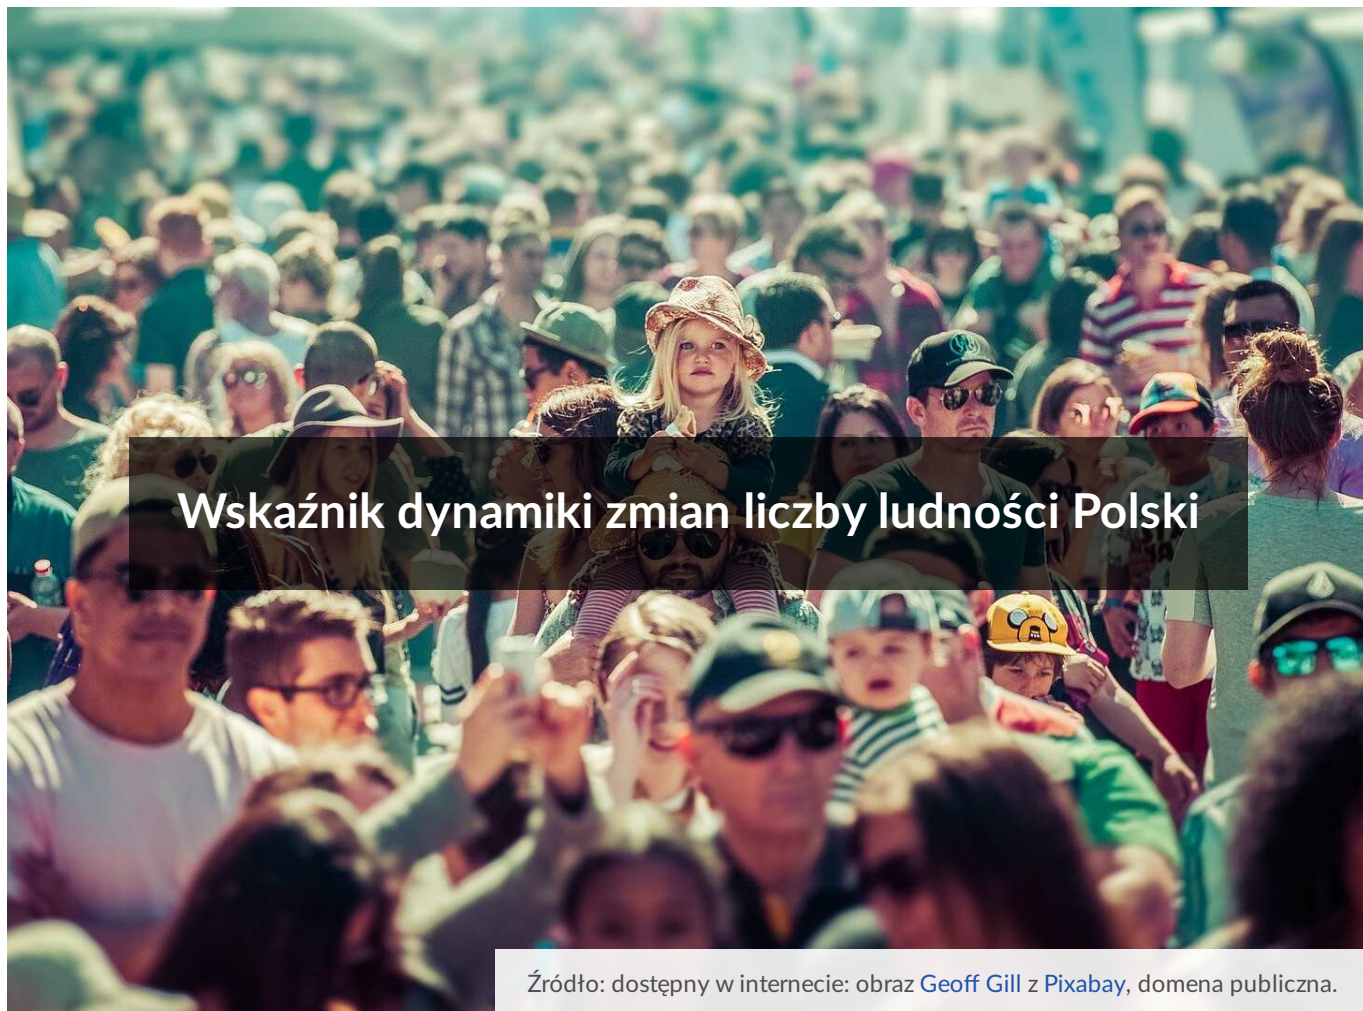 Wskaźnik dynamiki zmian liczby ludności Polski
Źródło: dostępny w internecie: obraz Geoff Gill z Pixabay, domena publiczna.